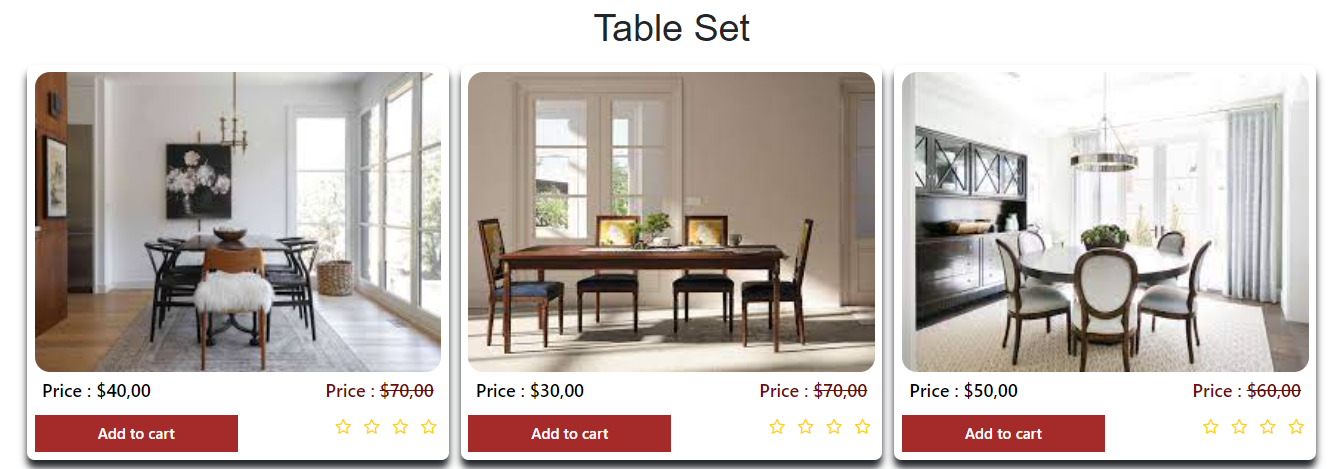 Table Set
Price : $40,00 Price : $70,00
Add to cart
Price : $30,00 Price : $70,00
Add to cart
Price : $50,00 Price : $60,00
Add to cart